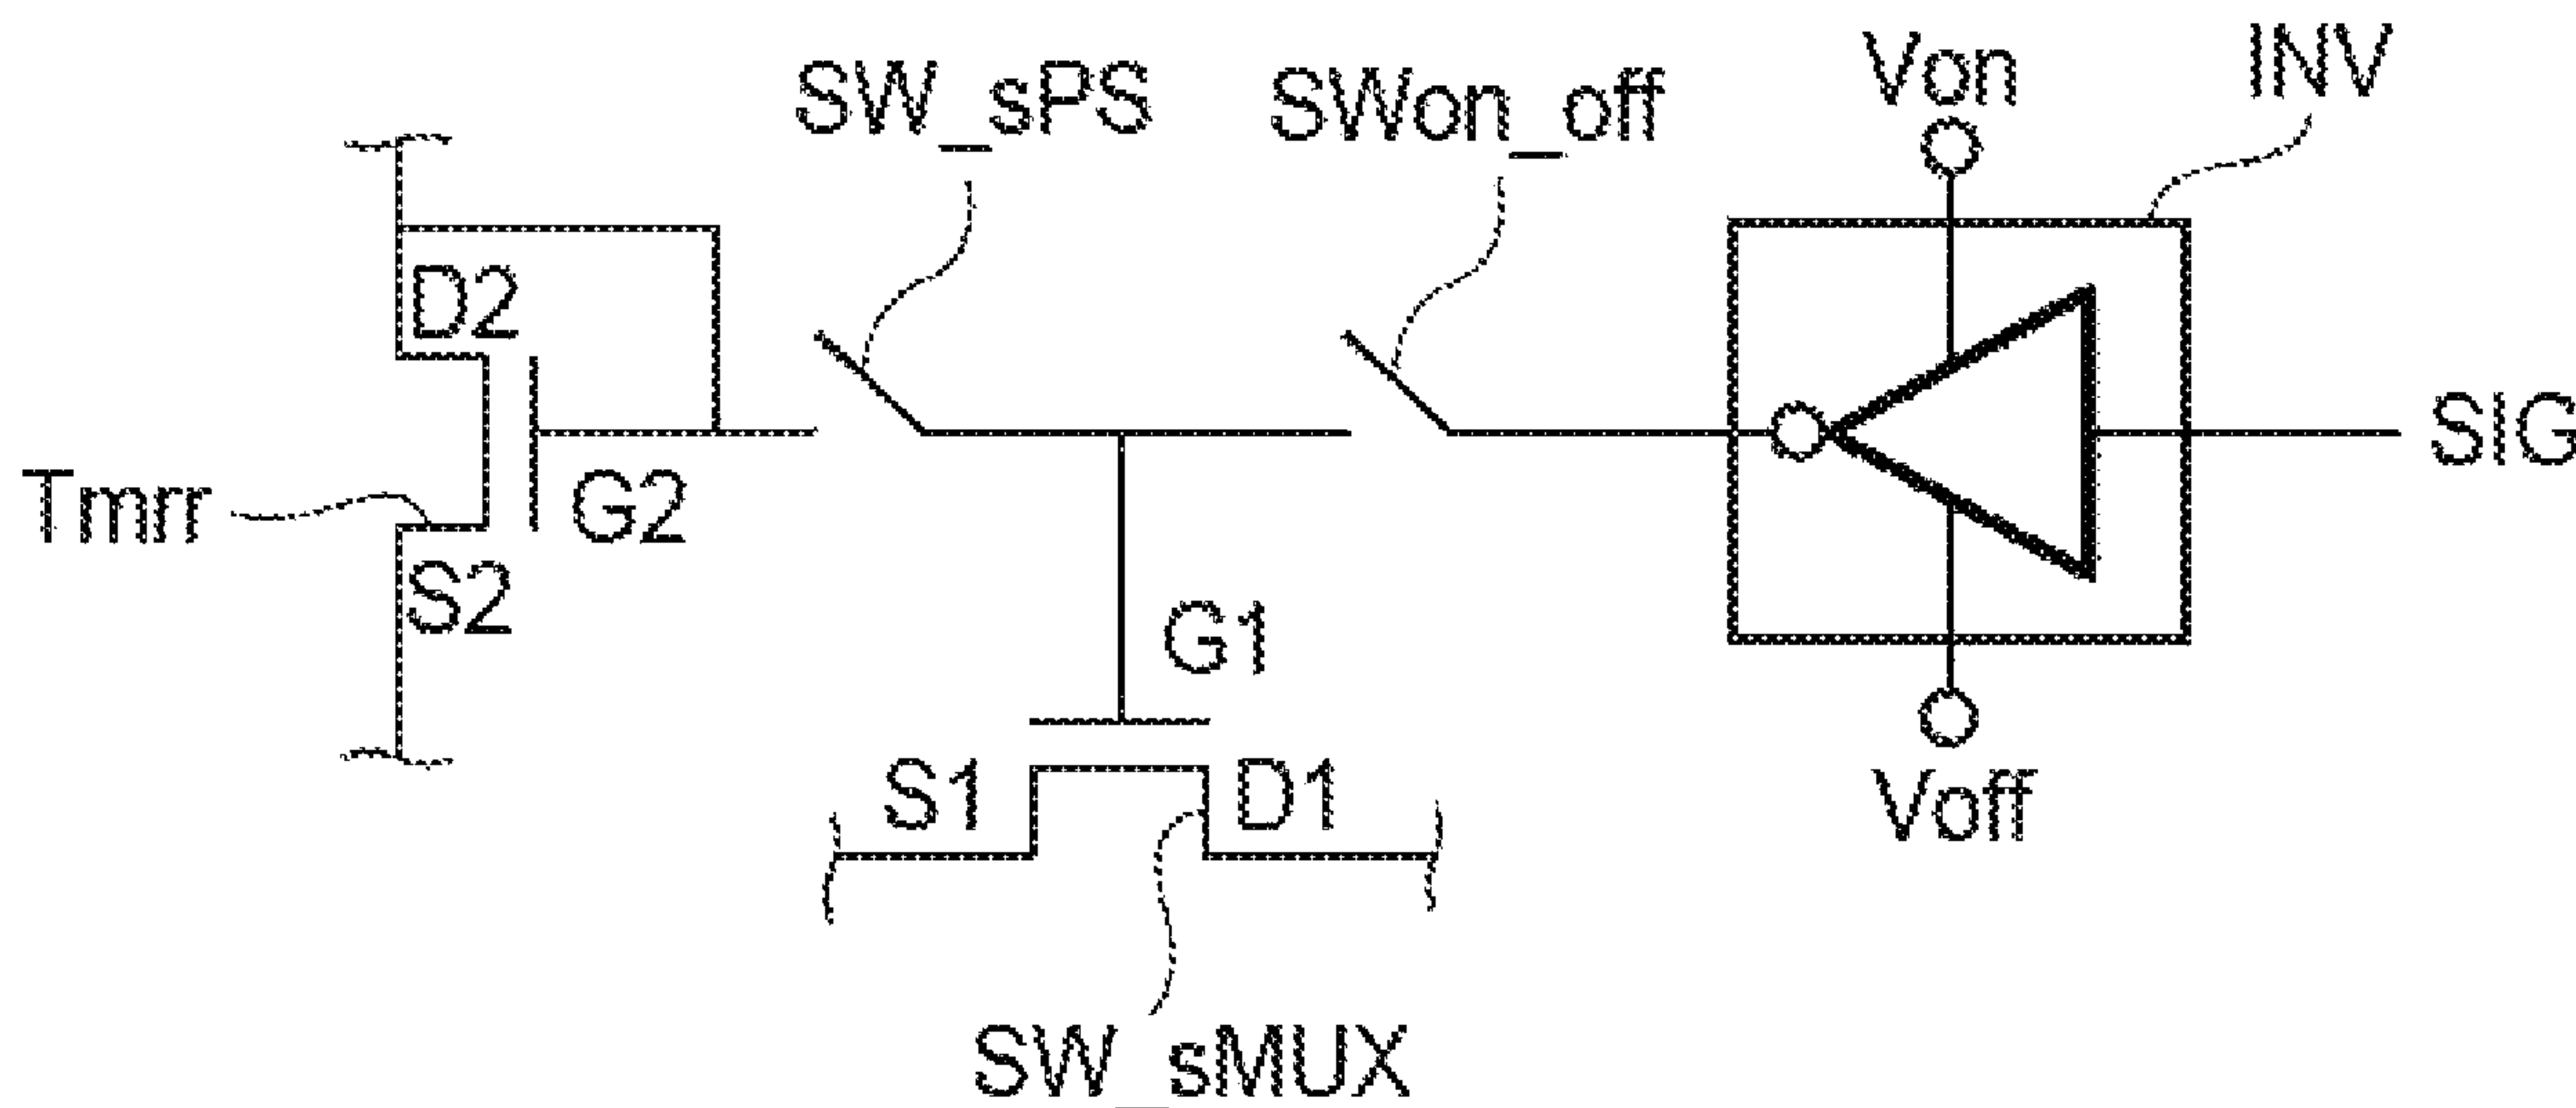 SW_sPS
SWon_off
Von
INV
D2
SIG
Tmrr
G2
S2
G1
S1
D1
Voff
SW_sMUX